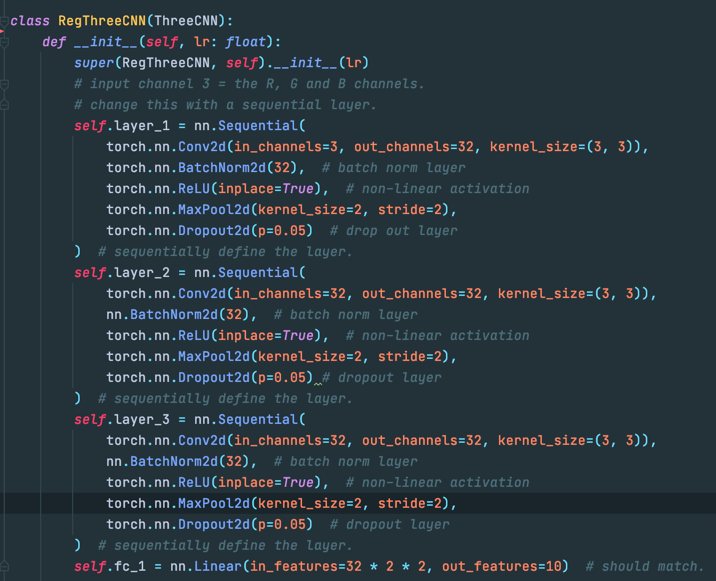 class RegThreeCNN(ThreeCNN):
    def __init__(self, lr: float):
        super(RegThreeCNN, self).__init__(lr)
        # input channel 3 = the R, G and B channels.
        # change this with a sequential layer.
        self.layer_1 = nn.Sequential(
            torch.nn.Conv2d(in_channels=3, out_channels=32, kernel_size=(3, 3)),
            torch.nn.BatchNorm2d(32),  # batch norm layer
            torch.nn.ReLU(inplace=True),  # non-linear activation
            torch.nn.MaxPool2d(kernel_size=2, stride=2),
            torch.nn.Dropout2d(p=0.05)  # drop out layer
        )  # sequentially define the layer.
        self.layer_2 = nn.Sequential(
            torch.nn.Conv2d(in_channels=32, out_channels=32, kernel_size=(3, 3)),
            nn.BatchNorm2d(32),  # batch norm layer
            torch.nn.ReLU(inplace=True),  # non-linear activation
            torch.nn.MaxPool2d(kernel_size=2, stride=2),
            torch.nn.Dropout2d(p=0.05) # dropout layer
        )  # sequentially define the layer.
        self.layer_3 = nn.Sequential(
            torch.nn.Conv2d(in_channels=32, out_channels=32, kernel_size=(3, 3)),
            nn.BatchNorm2d(32),  # batch norm layer
            torch.nn.ReLU(inplace=True),  # non-linear activation
            torch.nn.MaxPool2d(kernel_size=2, stride=2),
            torch.nn.Dropout2d(p=0.05)  # dropout layer
        )  # sequentially define the layer.
        self.fc_1 = nn.Linear(in_features=32 * 2 * 2, out_features=10)  # should match.